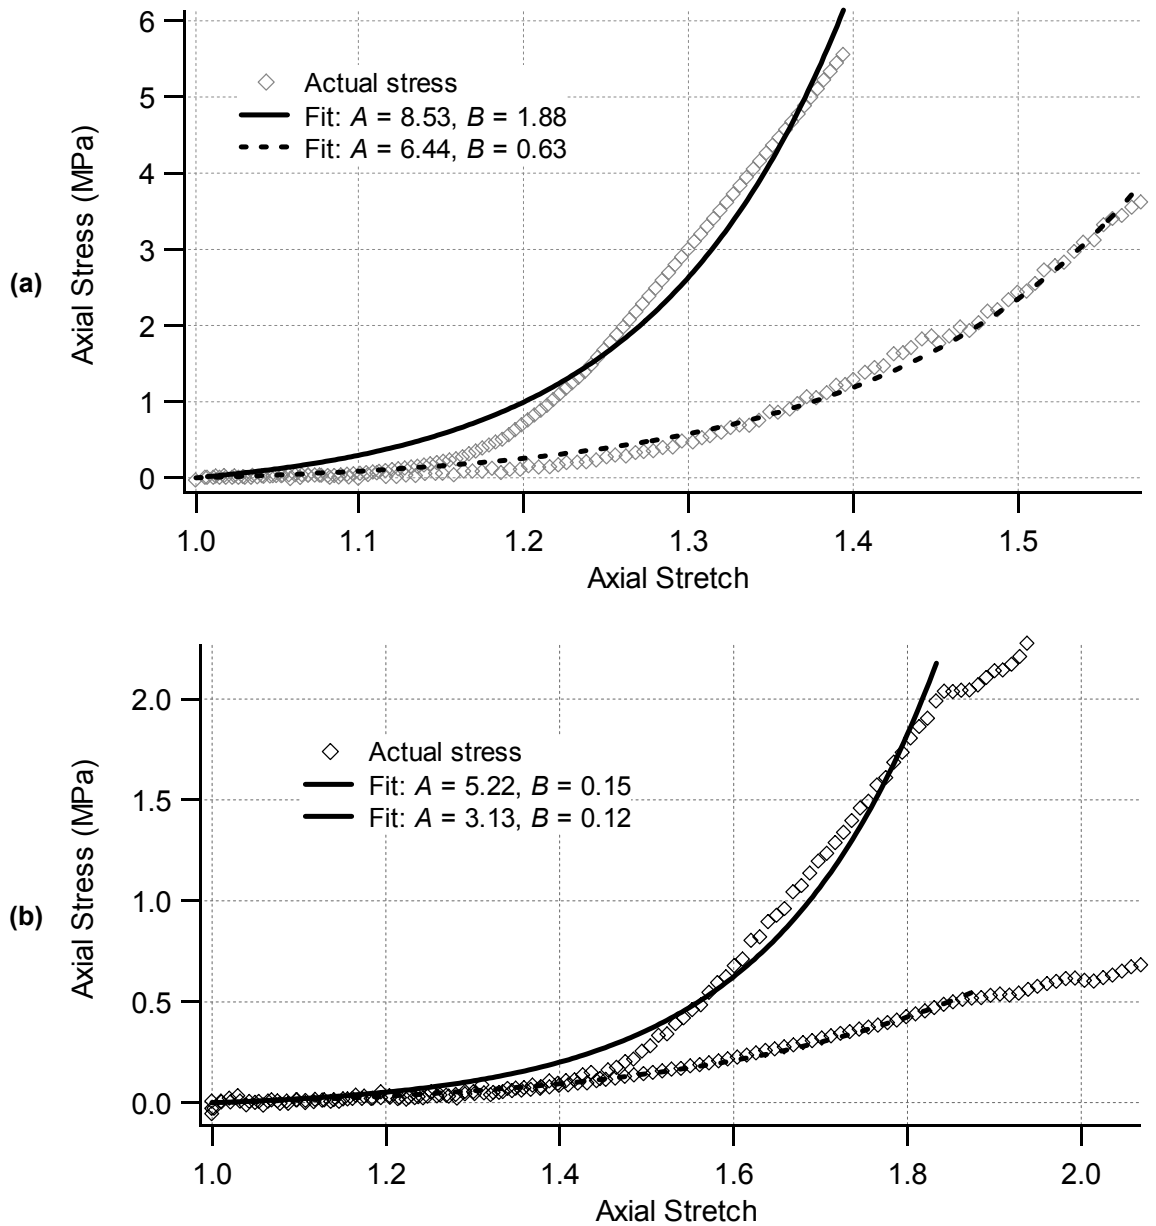 6
5
4
3
2
1
0
Axial Stress (MPa)
(a)
Actual stress
Fit: A = 8.53, B = 1.88
Fit: A = 6.44, B = 0.63
1.0 1.1 1.2 1.3 1.4 1.5
Axial Stretch
2.0
1.5
1.0
0.5
0.0
Axial Stress (MPa)
(b)
Actual stress
Fit: A = 5.22, B = 0.15
Fit: A = 3.13, B = 0.12
1.0 1.2 1.4 1.6 1.8 2.0
Axial Stretch